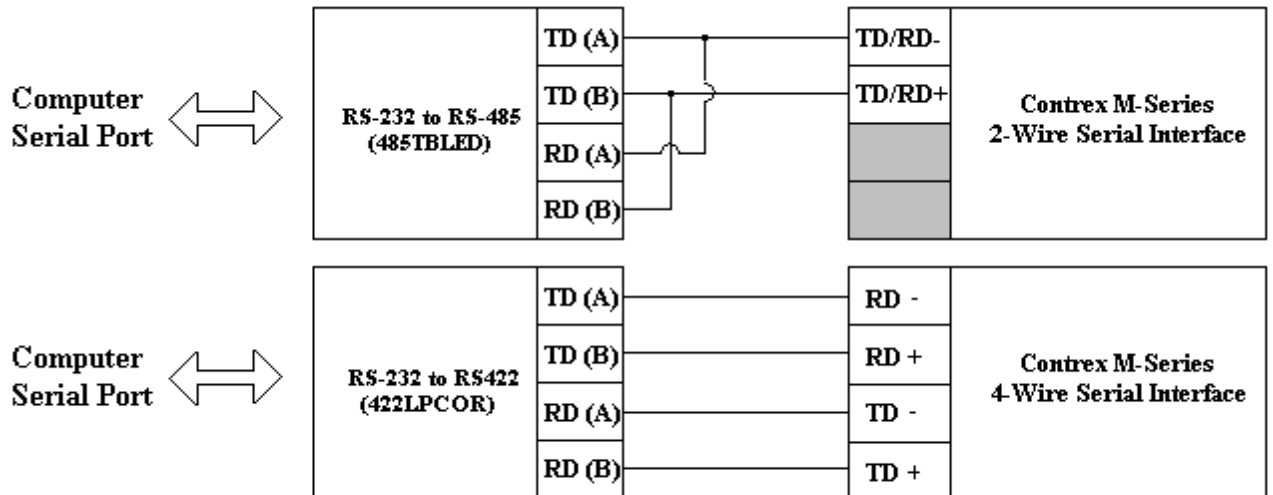 Computer
Serial Port
RS-232 to RS-485
(485TBLED)
TD (A)
TD (B)
RD (A)
RD (B)
TD/RD-
TD/RD+
Contrex M-Series
2-Wire Serial Interface
Computer
Serial Port
RS-232 to RS422
(422LPCOR)
TD (A)
TD (B)
RD (A)
RD (B)
RD -
RD +
TD -
TD +
Contrex M-Series
4-Wire Serial Interface